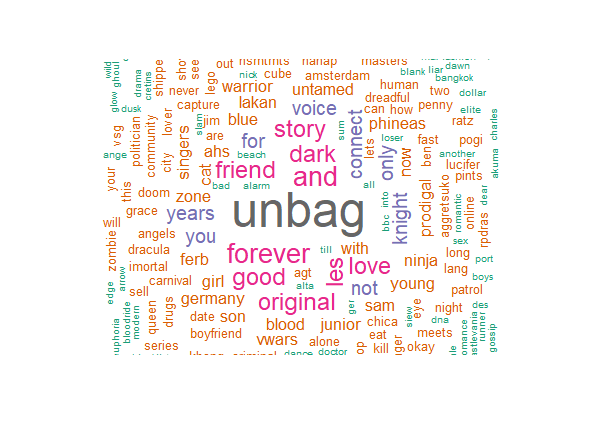 wild shippe sho see out nsmtmts hanap masters liar dawn
glow ghoul drama cretins never lego nick cube amsterdam blank bangkok
dusk capture warrior untamed human two dollar
politician community lover jim lakan voice dreadful penny elite
vsg singers slam blue story sum can how ratz charles
ange city are for connect phineas fast pogi
your this ahs beach dark lets loser only now ben another akuma
doom cat friend and lucifer
zone bad alarm all prodigal pints
grace years unbag bbc into knight aggretsuko romantic online dear
will angels you rpdras
zombie dracula forever till with sex
imortal ferb les love ninja long port
arrow carnival girl good agt not lang boys
edge sell germany original alta young patrol
euphoria bloodride modern queen drugs date son ger sam eye night des
boyfriend blood junior chica siew dna meets runner gossip
series vwars alone eat okay
criminal dance doctor kill